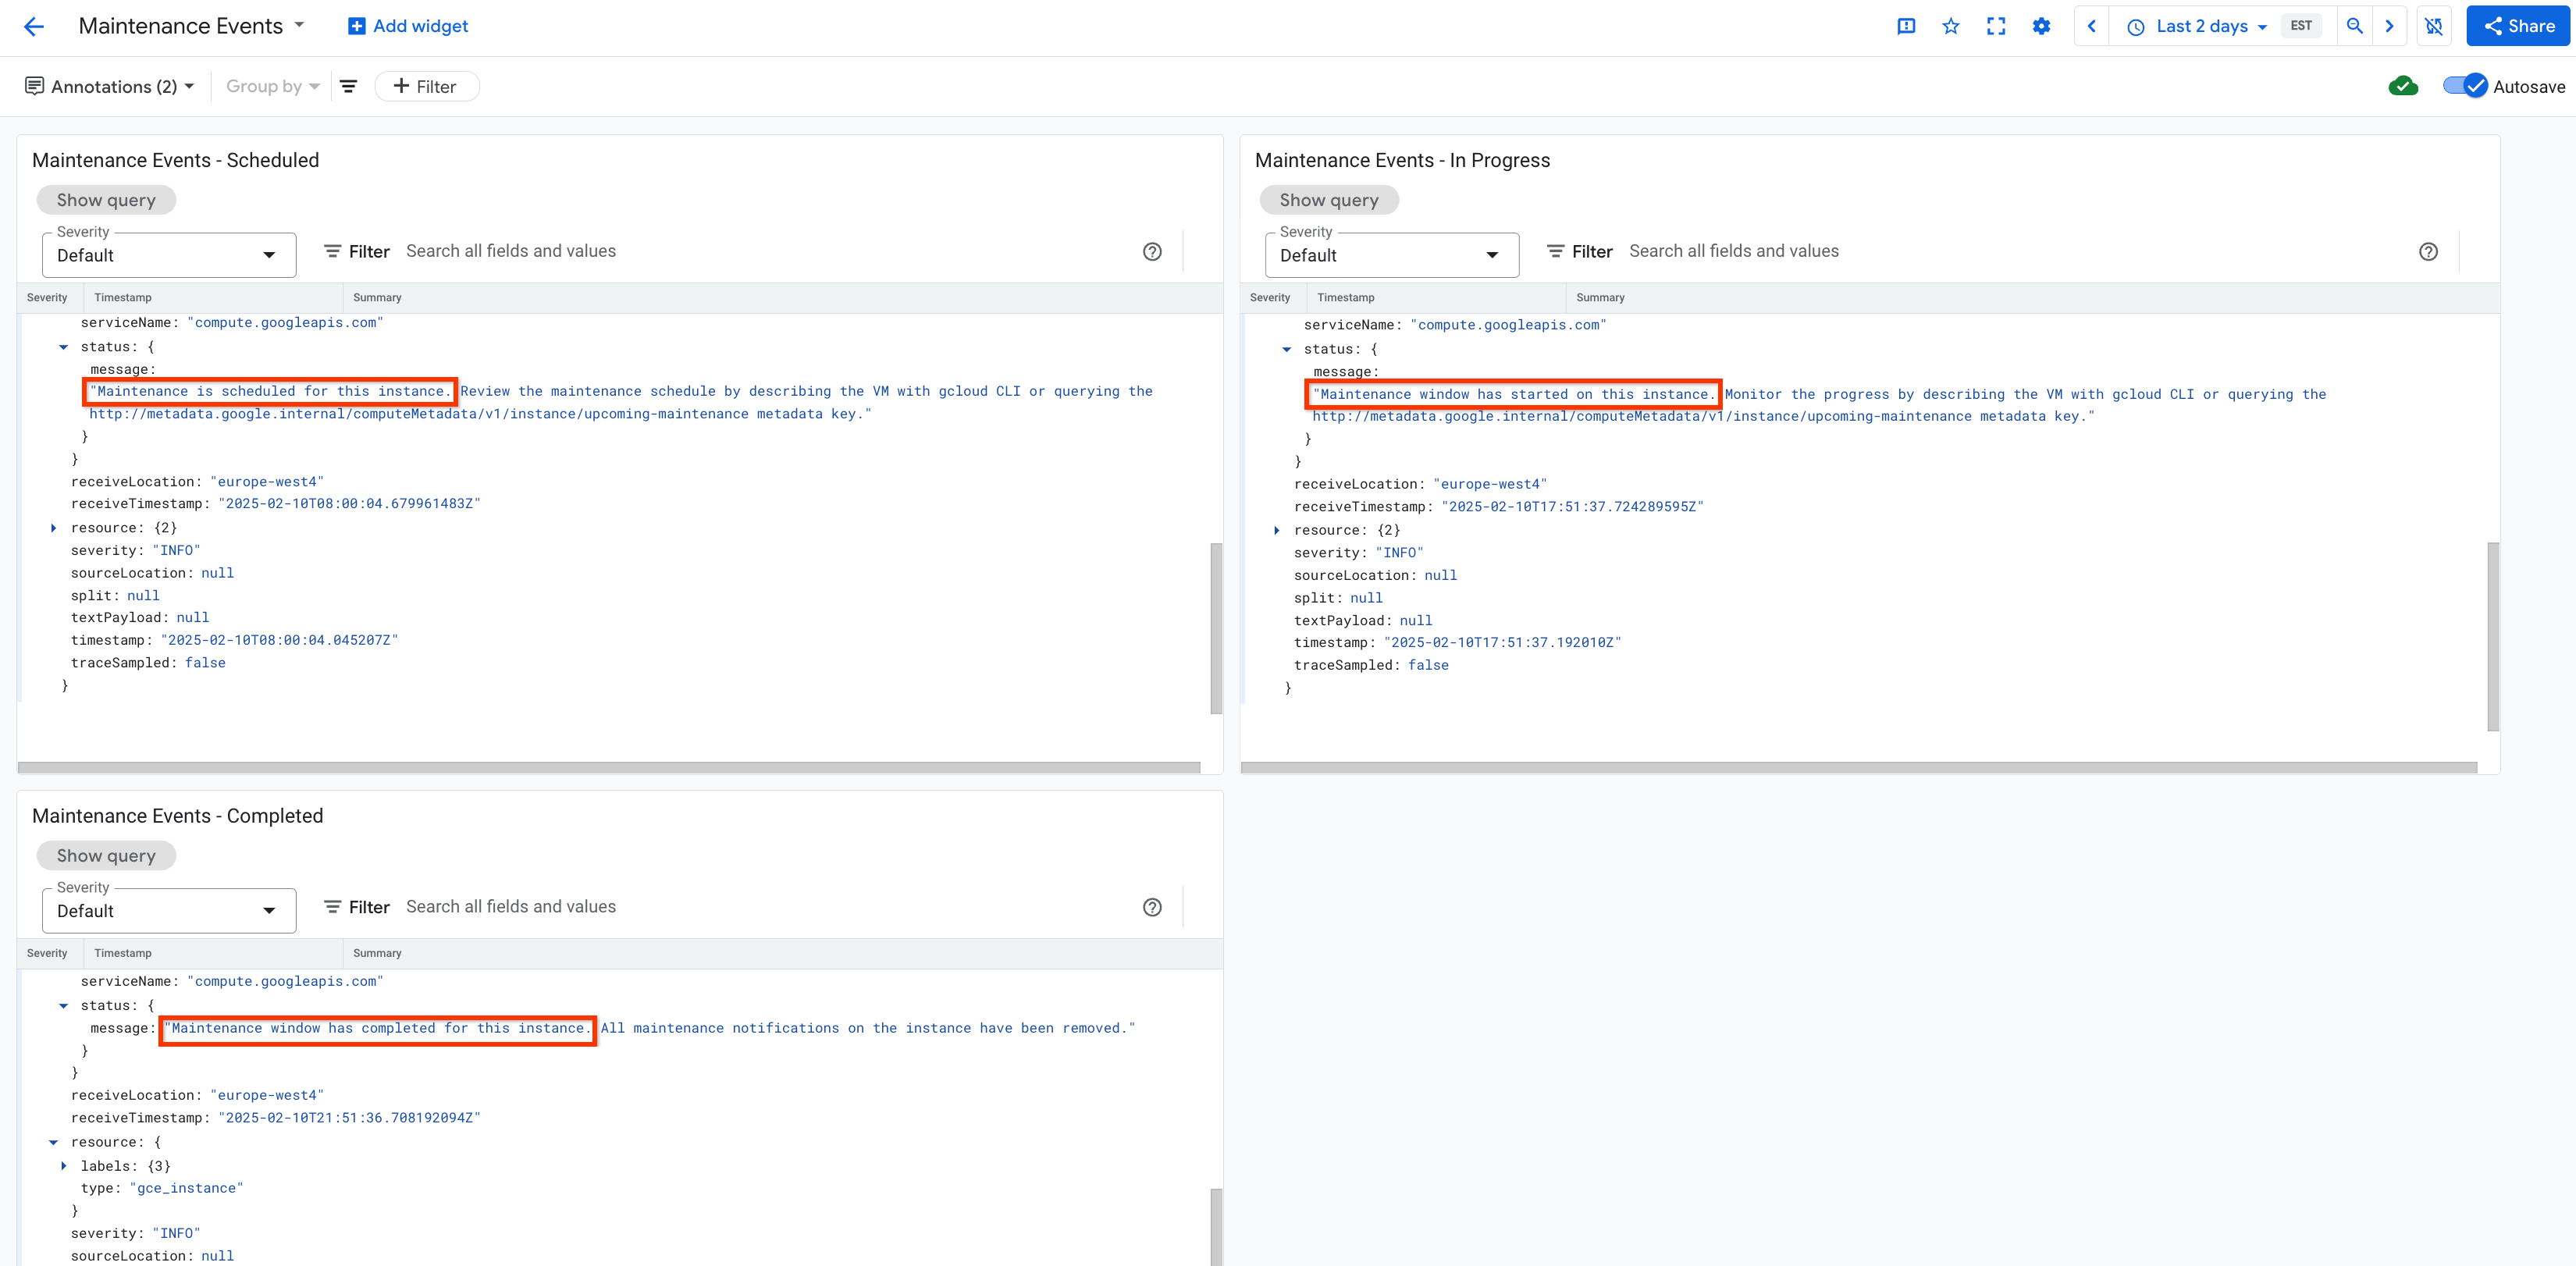 Maintenance Events
Add widget
Last 2 days
EST
Share
Annotations (2)
Group by
Filter
Autosave
Maintenance Events - Scheduled
Show query
Severity
Default
Filter
Search all fields and values
Severity Timestamp Summary
serviceName: "compute.googleapis.com"
status: {
message:
"Maintenance is scheduled for this instance. Review the maintenance schedule by describing the VM with gcloud CLI or querying the
http://metadata.google.internal/computeMetadata/v1/instance/upcoming-maintenance metadata key."
}
}
receiveLocation: "europe-west4"
receiveTimestamp: "2025-02-10T08:00:04.679961483Z"
resource: {2}
severity: "INFO"
sourceLocation: null
split: null
textPayload: null
timestamp: "2025-02-10T08:00:04.045207Z"
traceSampled: false
}
Maintenance Events - In Progress
Show query
Severity
Default
Filter
Search all fields and values
Severity Timestamp Summary
serviceName: "compute.googleapis.com"
status: {
message:
"Maintenance window has started on this instance. Monitor the progress by describing the VM with gcloud CLI or querying the
http://metadata.google.internal/computeMetadata/v1/instance/upcoming-maintenance metadata key."
}
}
receiveLocation: "europe-west4"
receiveTimestamp: "2025-02-10T17:51:37.724289595Z"
resource: {2}
severity: "INFO"
sourceLocation: null
split: null
textPayload: null
timestamp: "2025-02-10T17:51:37.192010Z"
traceSampled: false
}
Maintenance Events - Completed
Show query
Severity
Default
Filter
Search all fields and values
Severity Timestamp Summary
serviceName: "compute.googleapis.com"
status: {
message: "Maintenance window has completed for this instance. All maintenance notifications on the instance have been removed."
}
}
receiveLocation: "europe-west4"
receiveTimestamp: "2025-02-10T21:51:36.708192094Z"
resource: {
labels: {3}
type: "gce_instance"
}
severity: "INFO"
sourceLocation: null